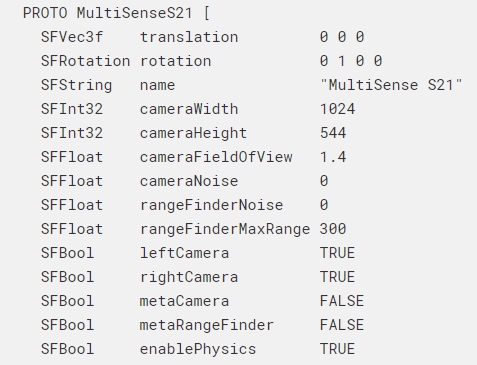 PROTO MultiSenseS21 [
SFVec3f translation 0 0 0
SFRotation rotation 0 1 0 0
SFString name "MultiSense S21"
SFInt32 cameraWidth 1024
SFInt32 cameraHeight 544
SFFloat cameraFieldOfView 1.4
SFFloat cameraNoise 0
SFFloat rangeFinderNoise 0
SFFloat rangeFinderMaxRange 300
SFBool leftCamera TRUE
SFBool rightCamera TRUE
SFBool metaCamera FALSE
SFBool metaRangeFinder FALSE
SFBool enablePhysics TRUE